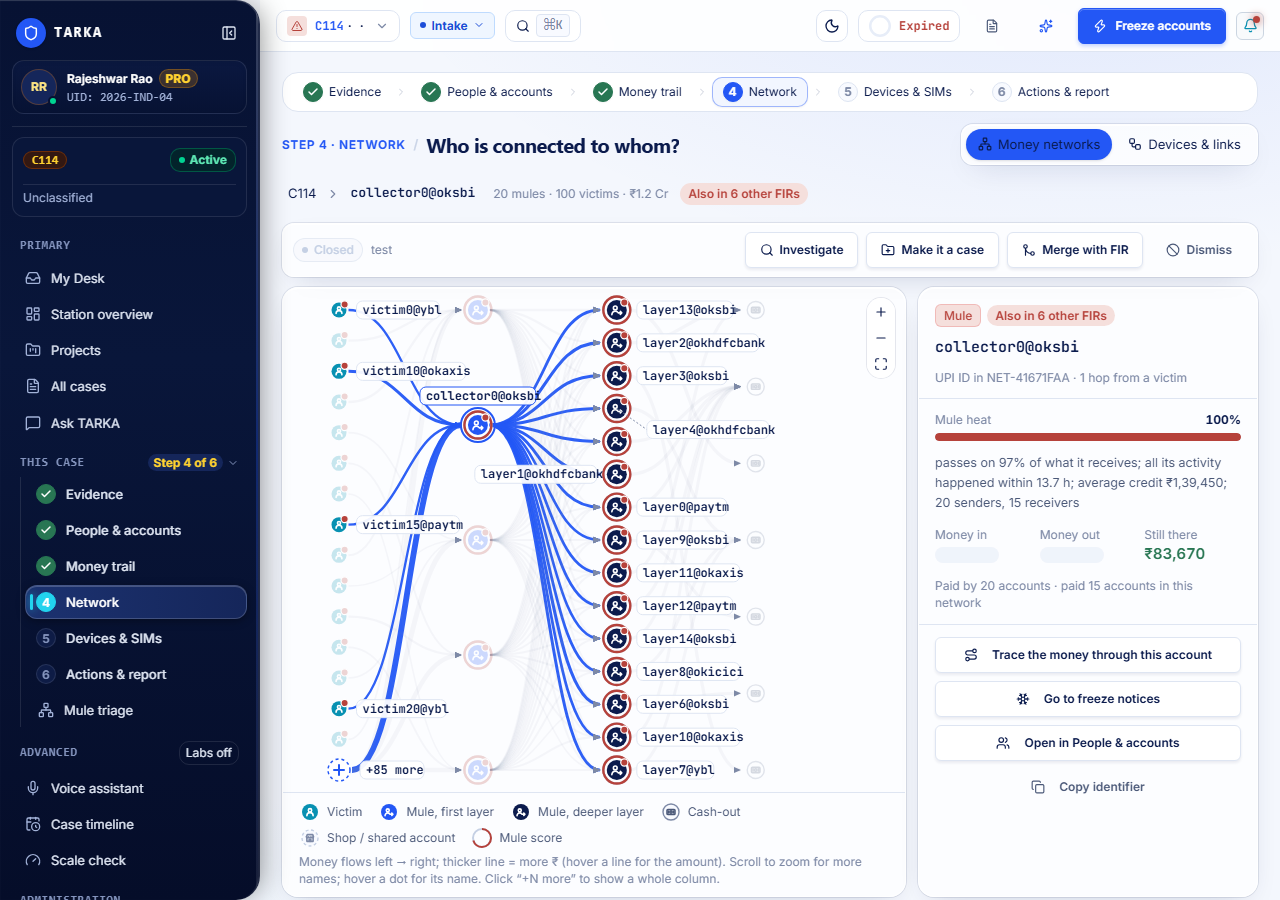 TARKA
RR
Rajeshwar Rao PRO
UID: 2026-IND-04
C114
Active
Unclassified
PRIMARY
My Desk
Station overview
Projects
All cases
Ask TARKA
THIS CASE
Step 4 of 6
Evidence
People & accounts
Money trail
4 Network
5 Devices & SIMs
6 Actions & report
Mule triage
ADVANCED
Labs off
Voice assistant
Case timeline
Scale check
ADMINISTRATION
C114 · ·
Intake
⌘K
Expired
Freeze accounts
Evidence
People & accounts
Money trail
4 Network
5 Devices & SIMs
6 Actions & report
STEP 4 · NETWORK / Who is connected to whom?
Money networks
Devices & links
C114 > collector0@oksbi 20 mules · 100 victims · ₹1.2 Cr Also in 6 other FIRs
Closed test
Investigate
Make it a case
Merge with FIR
Dismiss
victim0@ybl
victim10@okaxis
collector0@oksbi
victim15@paytm
victim20@ybl
+85 more
layer13@oksbi
layer2@okhdfcbank
layer3@oksbi
layer4@okhdfcbank
layer1@okhdfcbank
layer0@paytm
layer9@oksbi
layer11@okaxis
layer12@paytm
layer14@oksbi
layer8@okicici
layer6@oksbi
layer10@okaxis
layer7@ybl
Victim
Mule, first layer
Mule, deeper layer
Cash-out
Shop / shared account
Mule score
Money flows left → right; thicker line = more ₹ (hover a line for the amount). Scroll to zoom for more
names; hover a dot for its name. Click “+N more” to show a whole column.
Mule Also in 6 other FIRs
collector0@oksbi
UPI ID in NET-41671FAA · 1 hop from a victim
Mule heat 100%
passes on 97% of what it receives; all its activity
happened within 13.7 h; average credit ₹1,39,450;
20 senders, 15 receivers
Money in
Money out
Still there
₹83,670
Paid by 20 accounts · paid 15 accounts in this
network
Trace the money through this account
Go to freeze notices
Open in People & accounts
Copy identifier